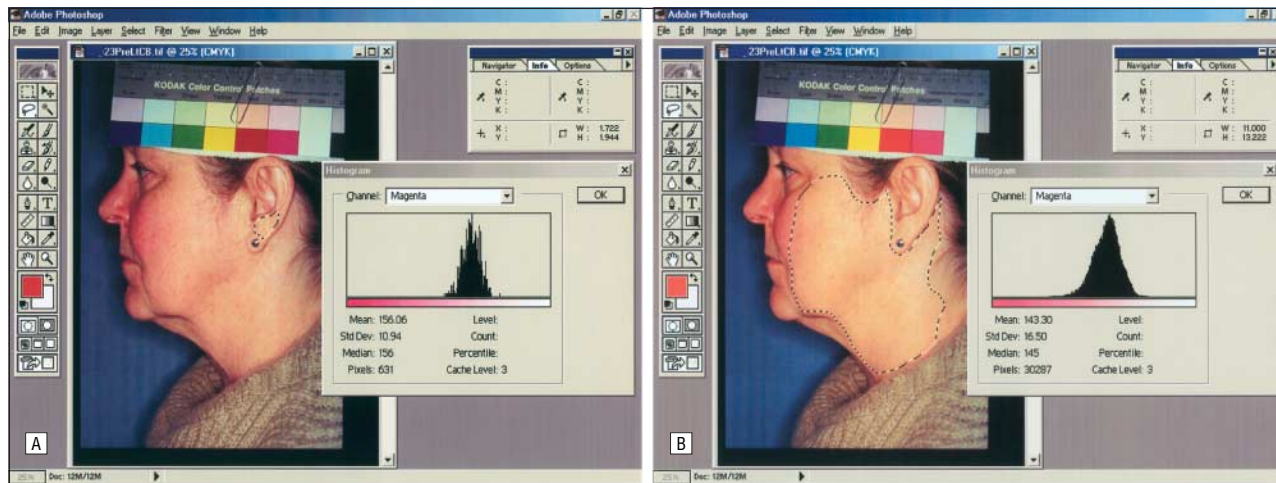 Adobe Photoshop
File Edit Image Layer Select Filter View Window Help
_23PreLtCB.tif @ 25% (CMYK)
Navigator Info Options
C : C :
M : M :
Y : Y :
K : K :
X : W : 1.722
Y : H : 1.944
KODAK Color Control Patches
Histogram
Channel: Magenta OK
Mean: 156.06 Level:
Std Dev: 10.94 Count:
Median: 156 Percentile:
Pixels: 631 Cache Level: 3
T
A
25% Doc: 12M/12M
Adobe Photoshop
File Edit Image Layer Select Filter View Window Help
_23PreLtCB.tif @ 25% (CMYK)
Navigator Info Options
C : C :
M : M :
Y : Y :
K : K :
X : W : 11.000
Y : H : 13.222
KODAK Color Control Patches
Histogram
Channel: Magenta OK
Mean: 143.30 Level:
Std Dev: 16.50 Count:
Median: 145 Percentile:
Pixels: 30287 Cache Level: 3
T
B
25% Doc: 12M/12M